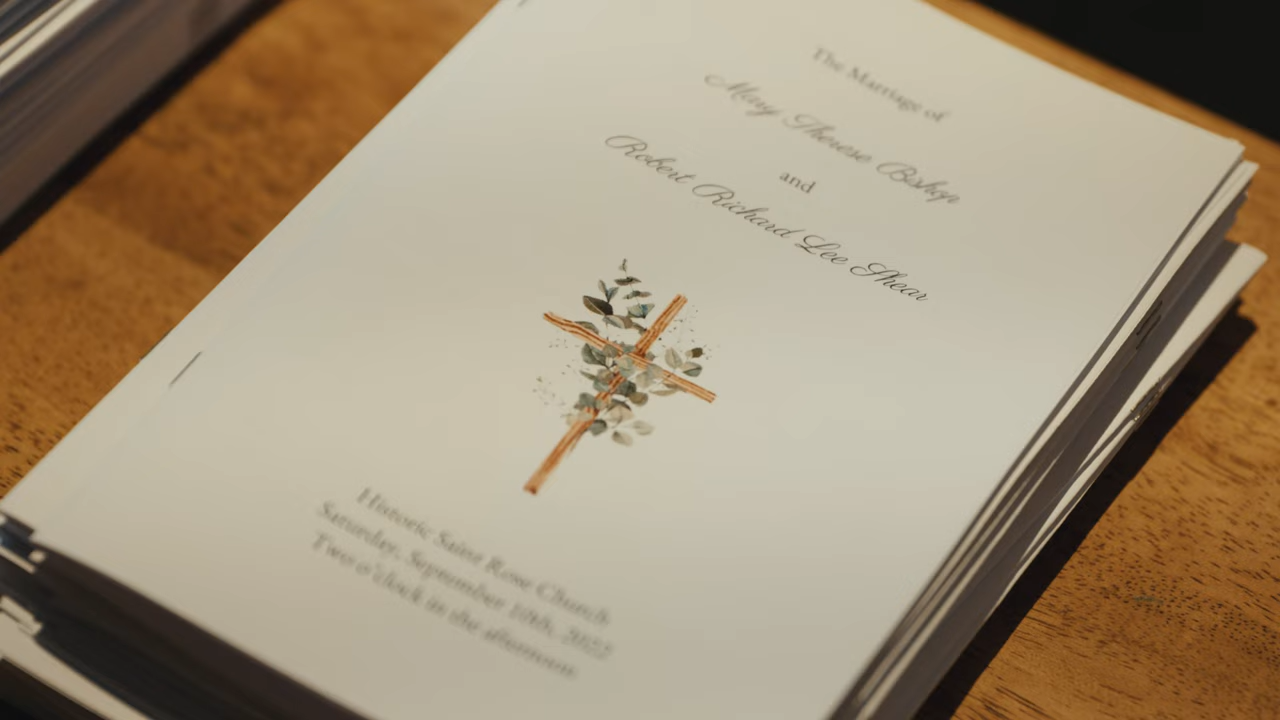 The Marriage of
Mary Therese Bishop
and
Robert Richard Lee Shear
Historic Saint Rose Church
Saturday, September 10th, 2022
Two o'clock in the afternoon